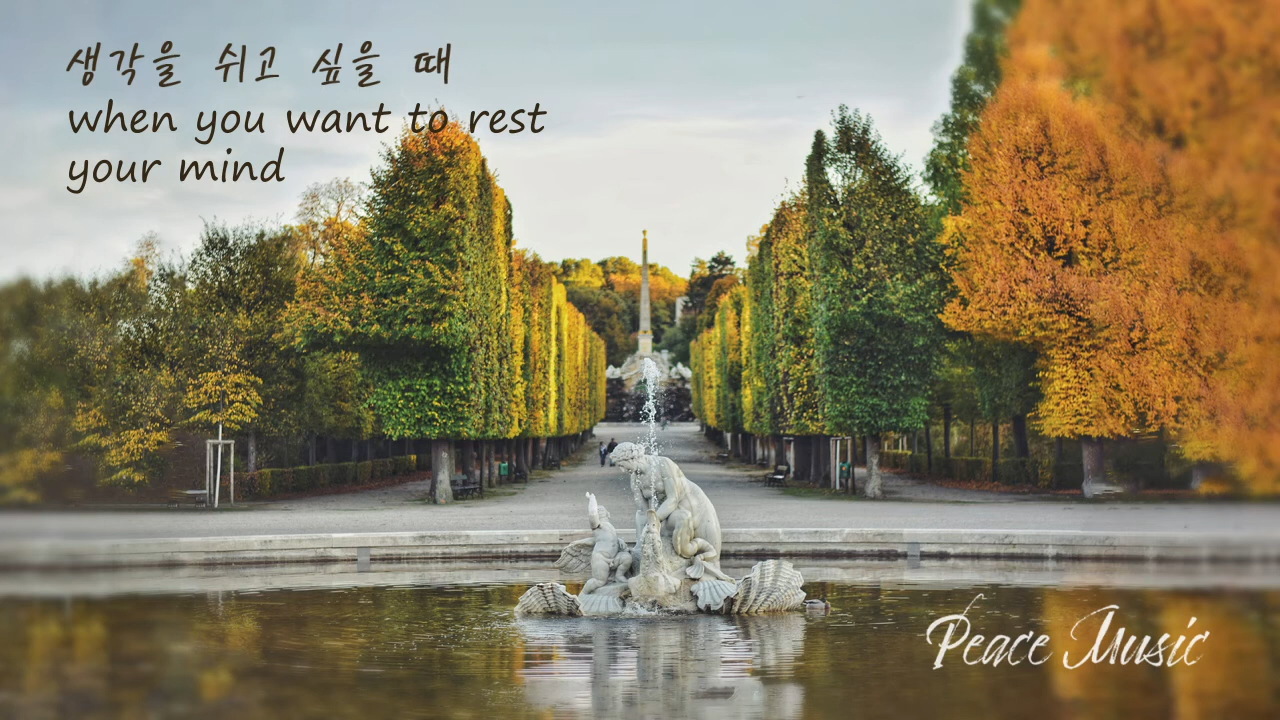 생각을 쉬고 싶을 때
when you want to rest
your mind
Peace Music